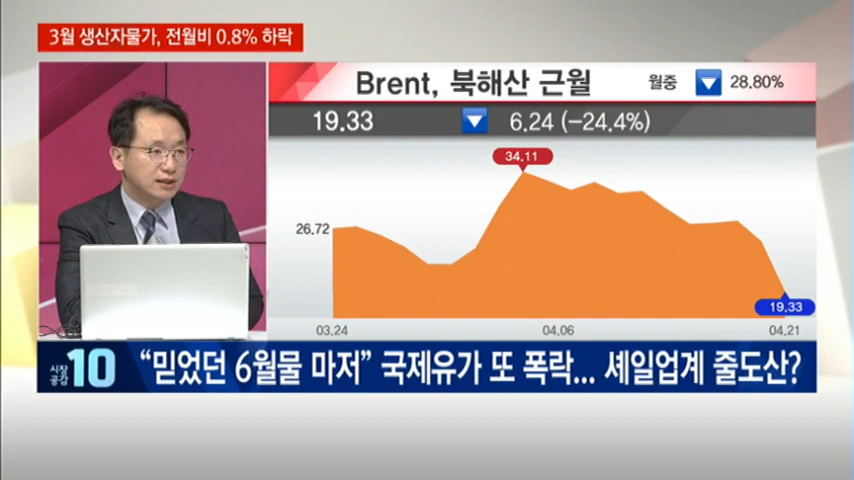 3월 생산자물가, 전월비 0.8% 하락
Brent, 북해산 근월 월중 ▼ 28.80%
19.33 ▼ 6.24 (-24.4%)
34.11
26.72
19.33
03.24 04.06 04.21
시장공감 10 “믿었던 6월물 마저” 국제유가 또 폭락... 셰일업계 줄도산?